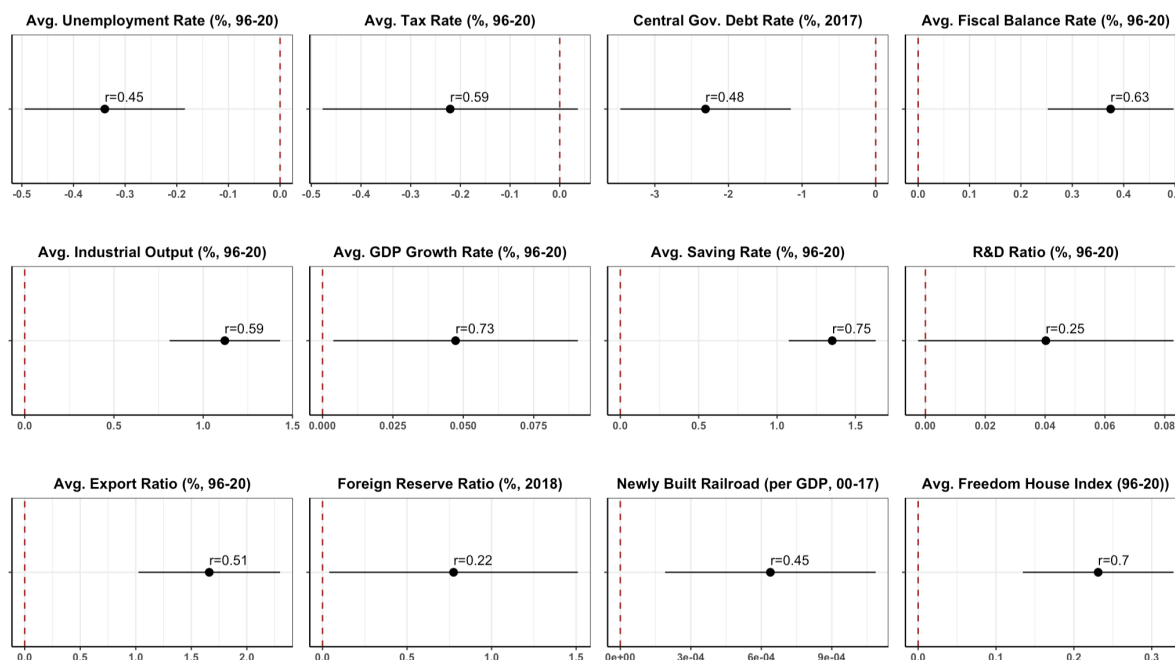 Avg. Unemployment Rate (%, 96-20)
r=0.45
-0.5 -0.4 -0.3 -0.2 -0.1 0.0
Avg. Tax Rate (%, 96-20)
r=0.59
-0.5 -0.4 -0.3 -0.2 -0.1 0.0
Central Gov. Debt Rate (%, 2017)
r=0.48
-3 -2 -1 0
Avg. Fiscal Balance Rate (%, 96-20)
r=0.63
0.0 0.1 0.2 0.3 0.4
Avg. Industrial Output (%, 96-20)
r=0.59
0.0 0.5 1.0 1.5
Avg. GDP Growth Rate (%, 96-20)
r=0.73
0.000 0.025 0.050 0.075
Avg. Saving Rate (%, 96-20)
r=0.75
0.0 0.5 1.0 1.5
R&D Ratio (%, 96-20)
r=0.25
0.00 0.02 0.04 0.06 0.08
Avg. Export Ratio (%, 96-20)
r=0.51
0.0 0.5 1.0 1.5 2.0
Foreign Reserve Ratio (%, 2018)
r=0.22
0.0 0.5 1.0 1.5
Newly Built Railroad (per GDP, 00-17)
r=0.45
0e+00 3e-04 6e-04 9e-04
Avg. Freedom House Index (96-20))
r=0.7
0.0 0.1 0.2 0.3